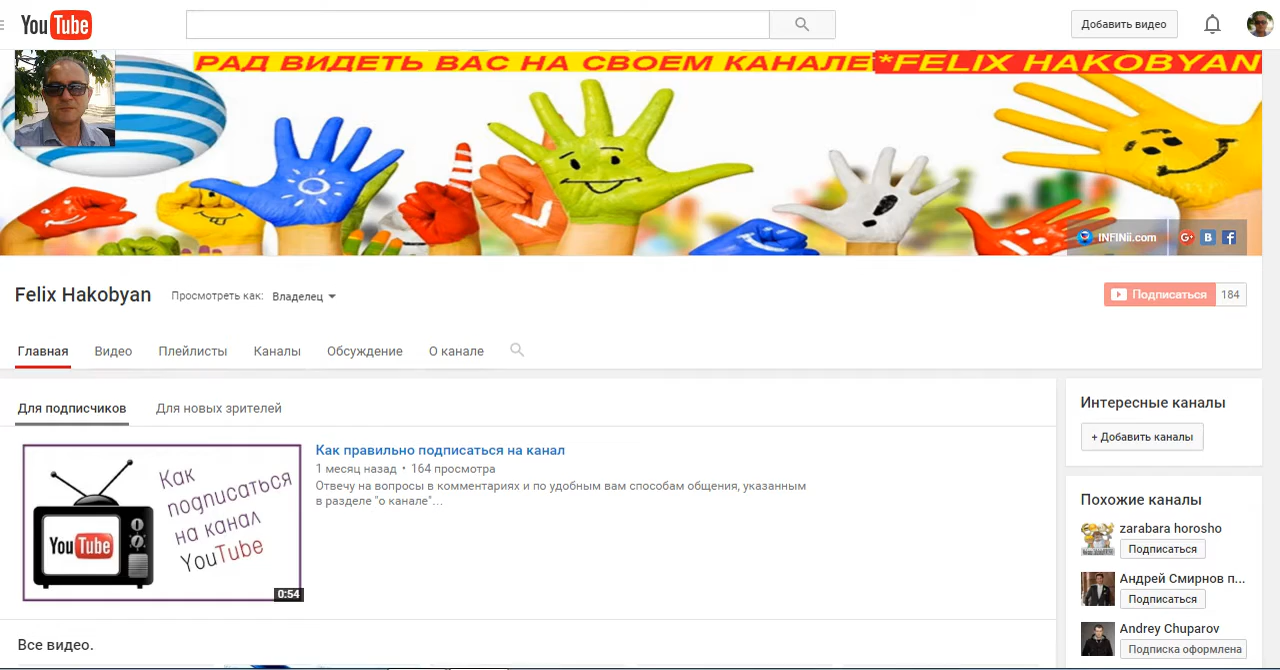 You Tube
Добавить видео
РАД ВИДЕТЬ ВАС НА СВОЕМ КАНАЛЕ **FELIX HAKOBYAN
INFINii.com
Felix Hakobyan
Просмотреть как: Владелец
Подписаться 184
Главная Видео Плейлисты Каналы Обсуждение О канале
Для подписчиков Для новых зрителей
Как подписаться на канал YouTube
You Tube
0:54
Как правильно подписаться на канал
1 месяц назад • 164 просмотра
Отвечу на вопросы в комментариях и по удобным вам способам общения, указанным
в разделе "о канале"...
Все видео.
Интересные каналы
+ Добавить каналы
Похожие каналы
zarabara horosho
Подписаться
Андрей Смирнов п...
Подписаться
Andrey Chuparov
Подписка оформлена